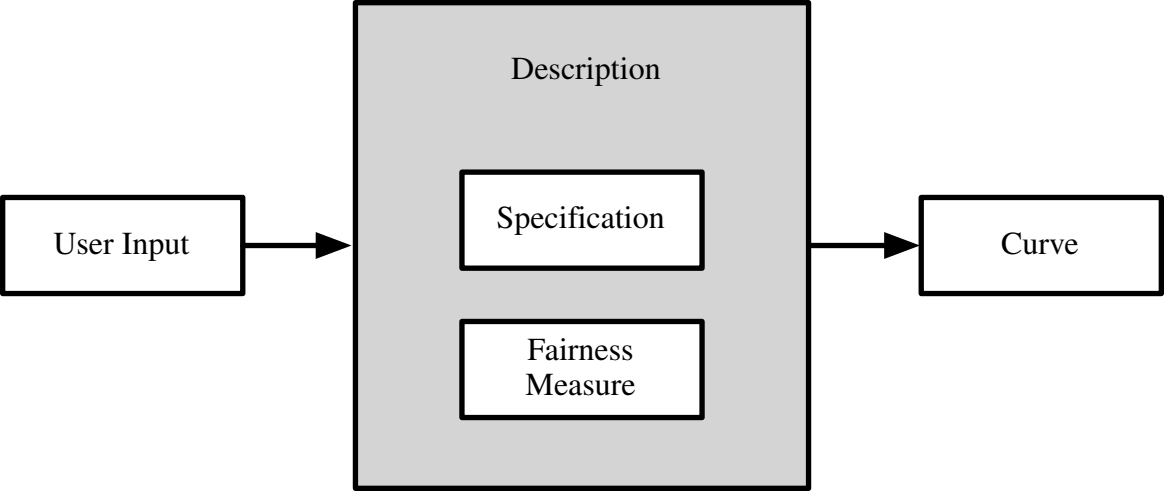 Description
Specification
User Input
Curve
Fairness
Measure